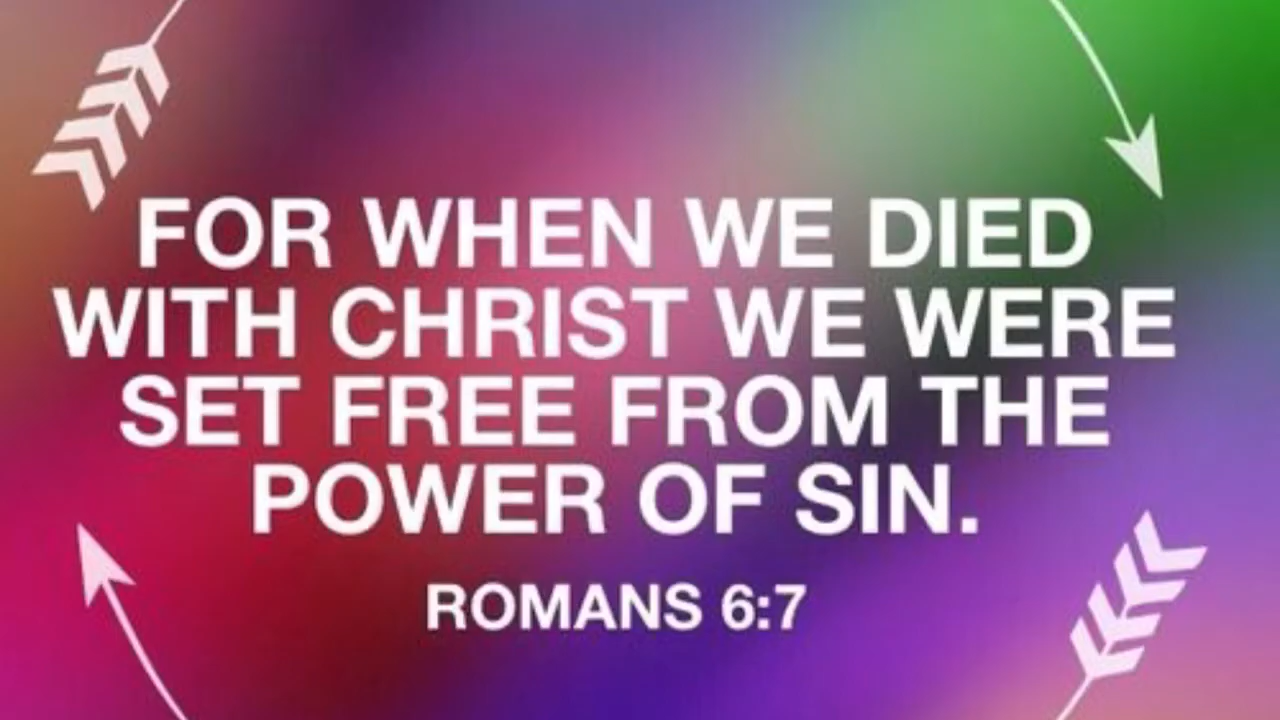 FOR WHEN WE DIED
WITH CHRIST WE WERE
SET FREE FROM THE
POWER OF SIN.
ROMANS 6:7